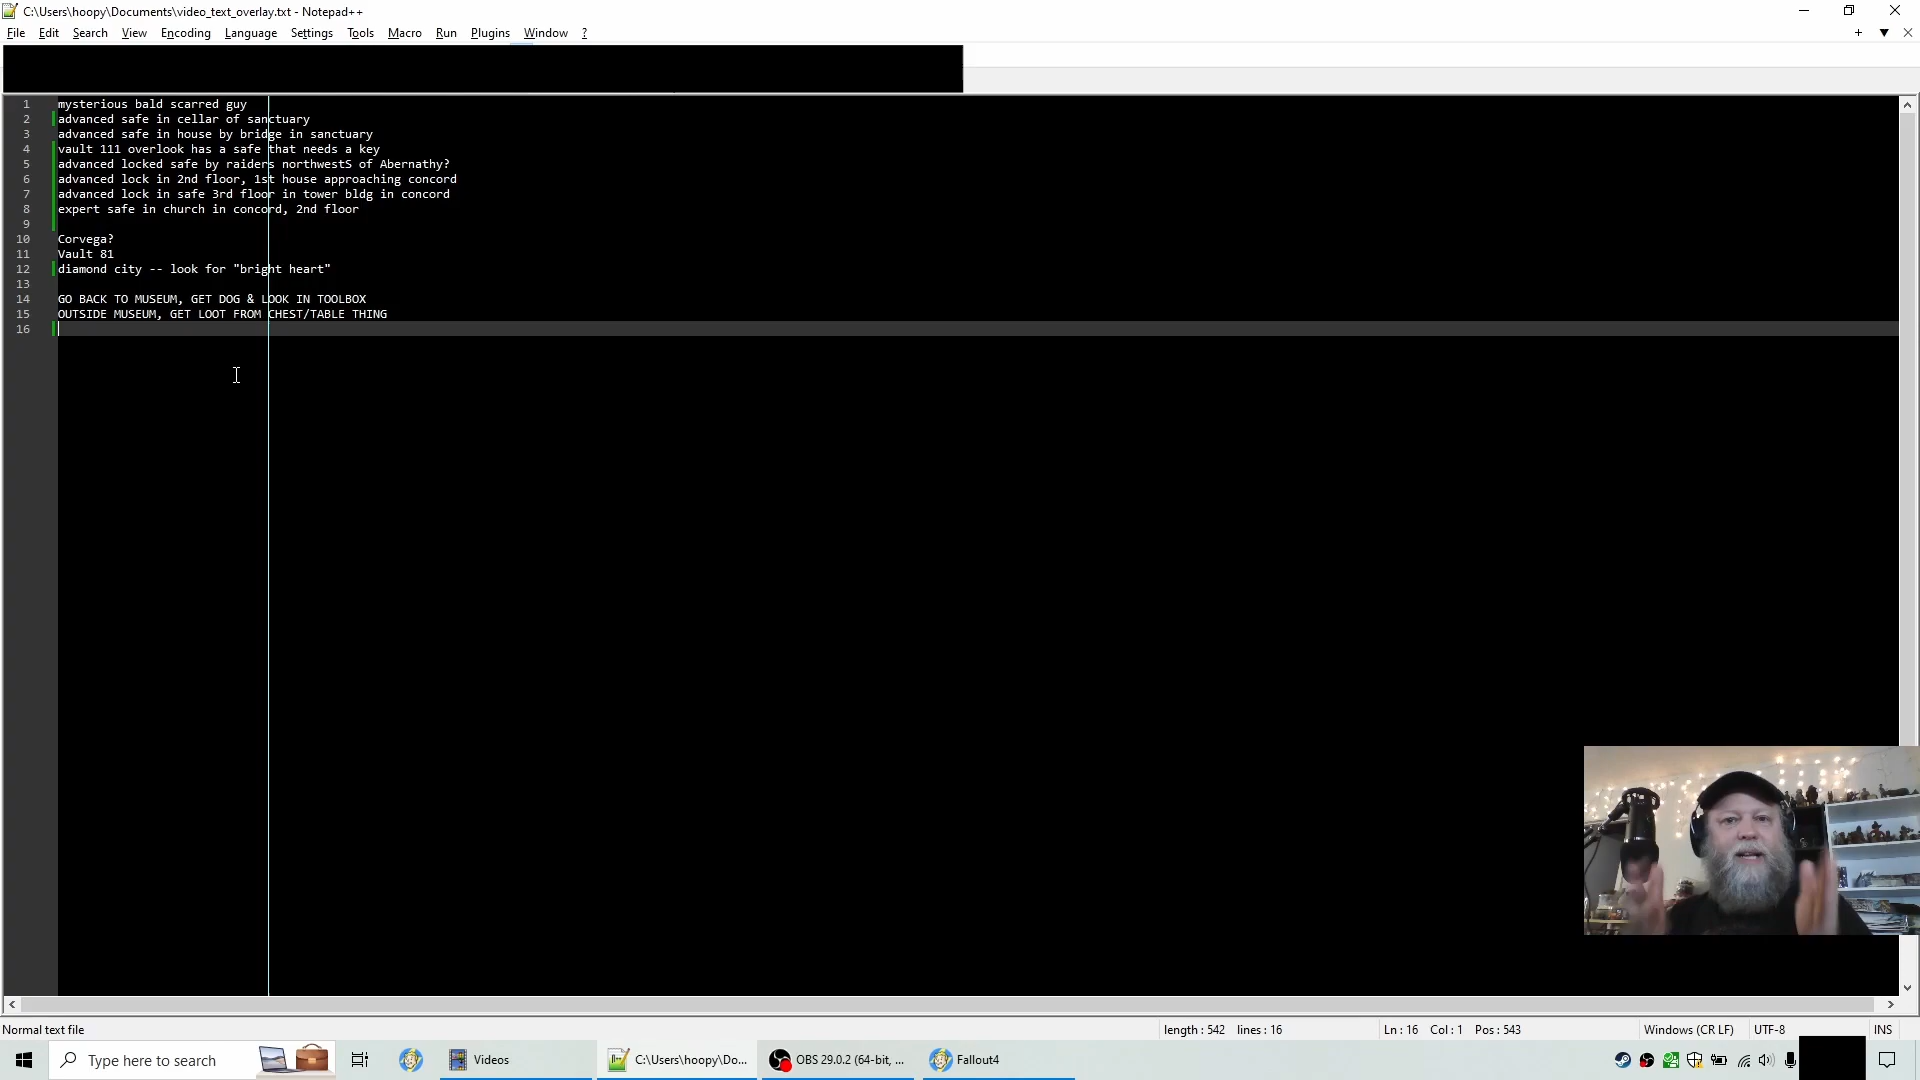 C:\Users\hoopy\Documents\video_text_overlay.txt - Notepad++
File Edit Search View Encoding Language Settings Tools Macro Run Plugins Window ?
1 mysterious bald scarred guy
2 advanced safe in cellar of sanctuary
3 advanced safe in house by bridge in sanctuary
4 vault 111 overlook has a safe that needs a key
5 advanced locked safe by raiders northwestS of Abernathy?
6 advanced lock in 2nd floor, 1st house approaching concord
7 advanced lock in safe 3rd floor in tower bldg in concord
8 expert safe in church in concord, 2nd floor
9
10 Corvega?
11 Vault 81
12 diamond city -- look for "bright heart"
13
14 GO BACK TO MUSEUM, GET DOG & LOOK IN TOOLBOX
15 OUTSIDE MUSEUM, GET LOOT FROM CHEST/TABLE THING
16
Normal text file length : 542 lines : 16 Ln : 16 Col : 1 Pos : 543 Windows (CR LF) UTF-8 INS
Type here to search Videos C:\Users\hoopy\Do... OBS 29.0.2 (64-bit, ... Fallout4